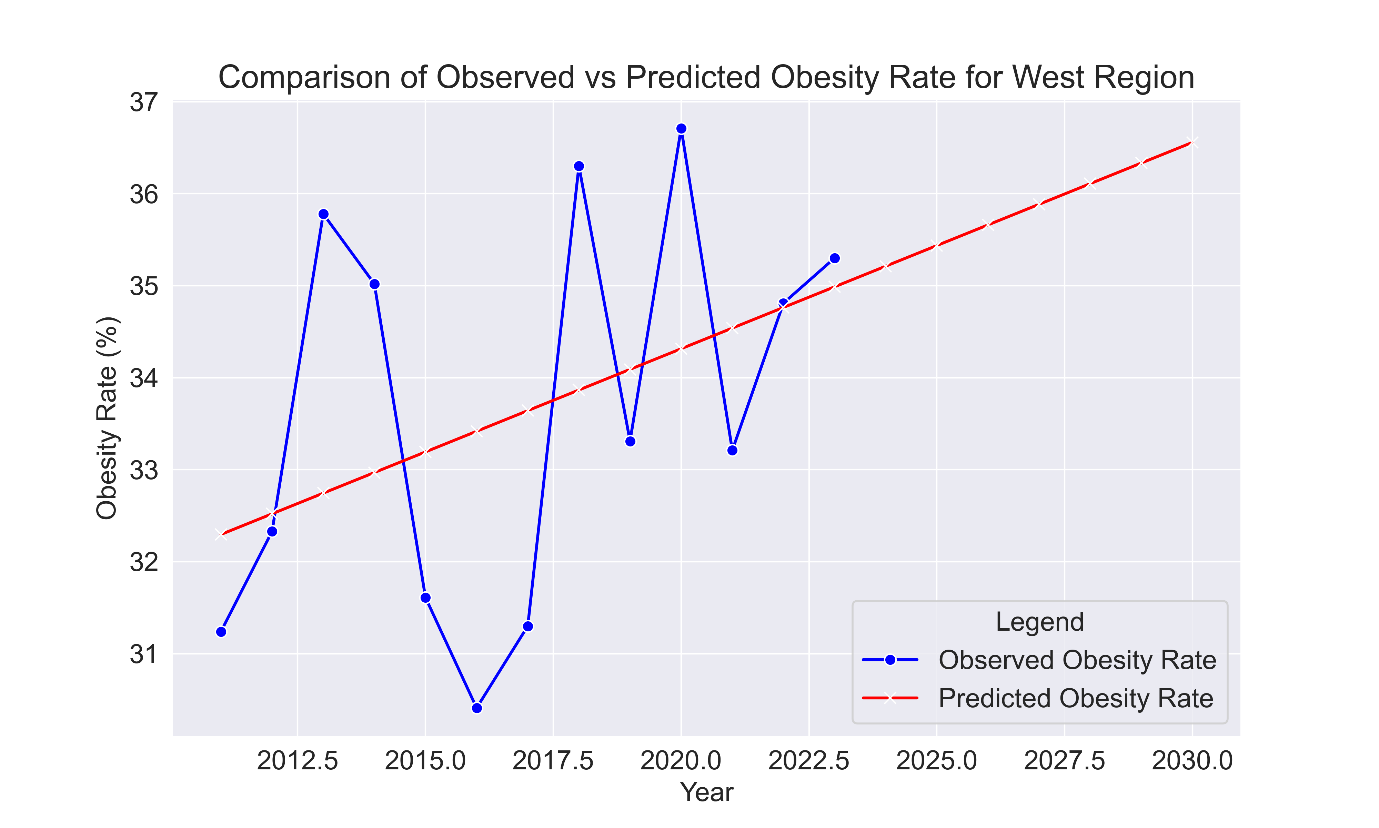 Comparison of Observed vs Predicted Obesity Rate for West Region
37
36
35
34
33
32
31
Obesity Rate (%)
2012.5 2015.0 2017.5 2020.0 2022.5 2025.0 2027.5 2030.0
Year
Legend
Observed Obesity Rate
Predicted Obesity Rate